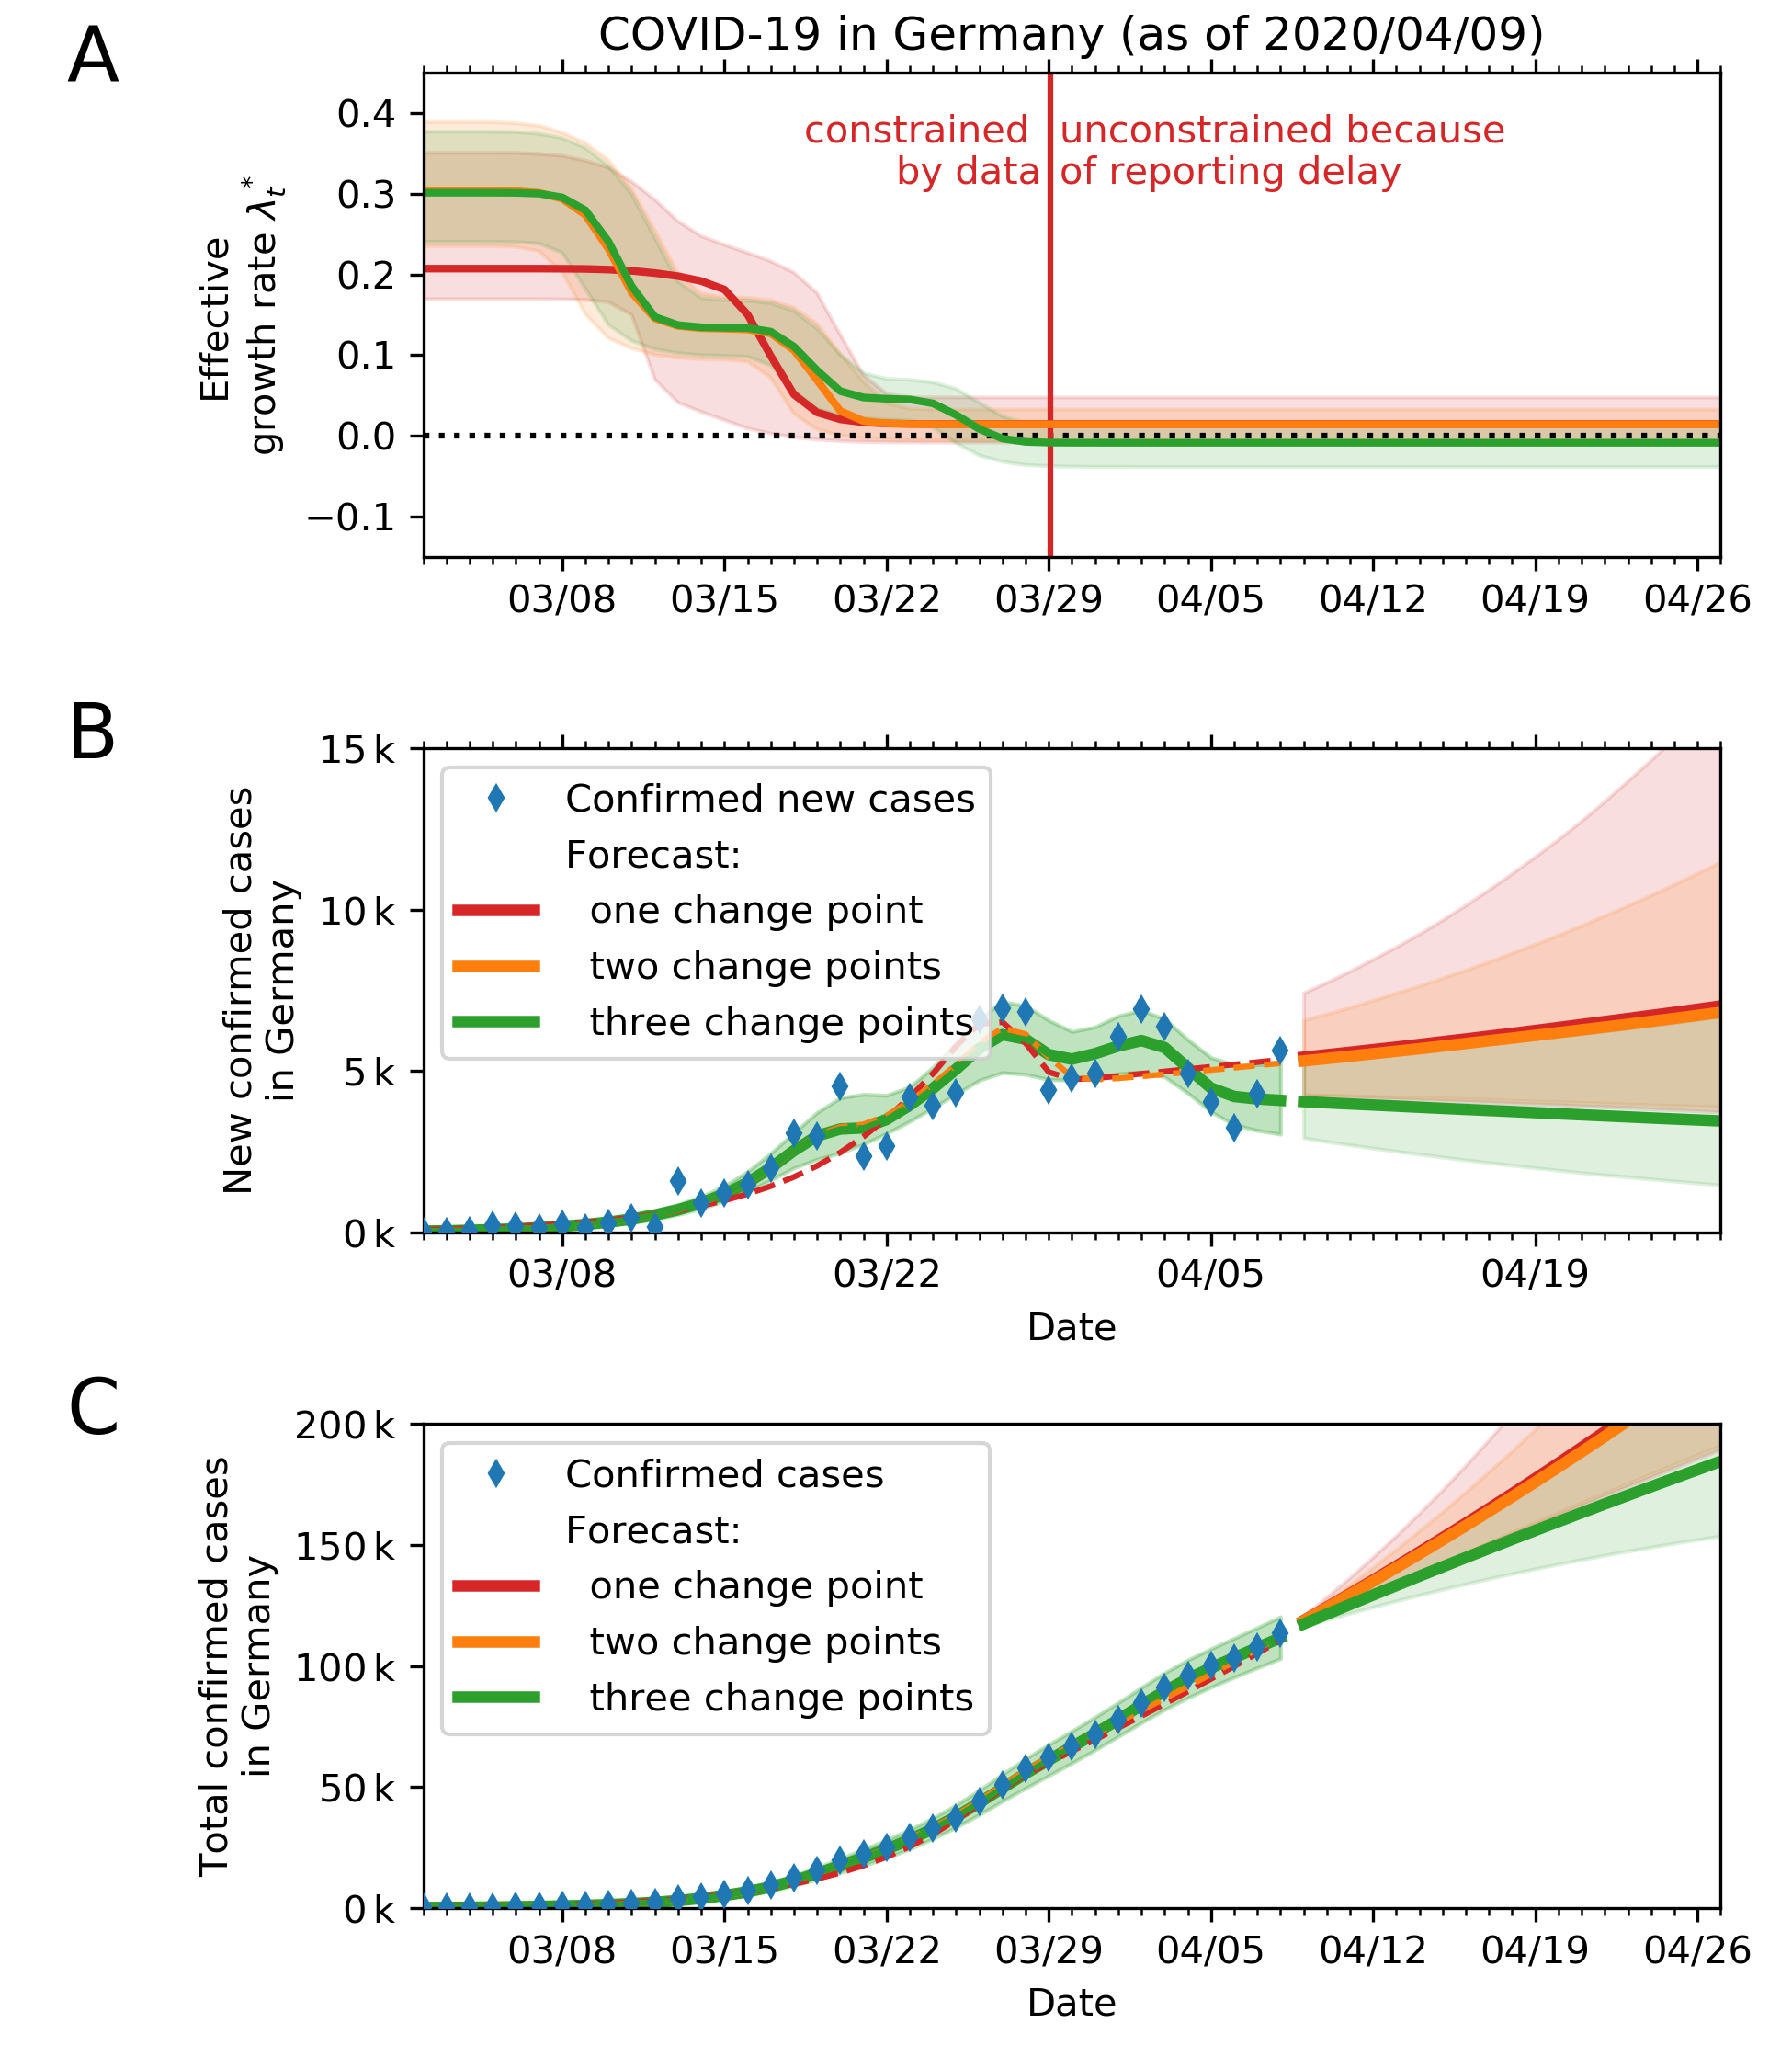 A
COVID-19 in Germany (as of 2020/04/09)
Effective
growth rate λ*t
0.4
0.3
0.2
0.1
0.0
−0.1
constrained
by data
unconstrained because
of reporting delay
03/08 03/15 03/22 03/29 04/05 04/12 04/19 04/26
B
New confirmed cases
in Germany
15 k
10 k
5 k
0 k
Confirmed new cases
Forecast:
one change point
two change points
three change points
03/08 03/22 04/05 04/19
Date
C
Total confirmed cases
in Germany
200 k
150 k
100 k
50 k
0 k
Confirmed cases
Forecast:
one change point
two change points
three change points
03/08 03/15 03/22 03/29 04/05 04/12 04/19 04/26
Date